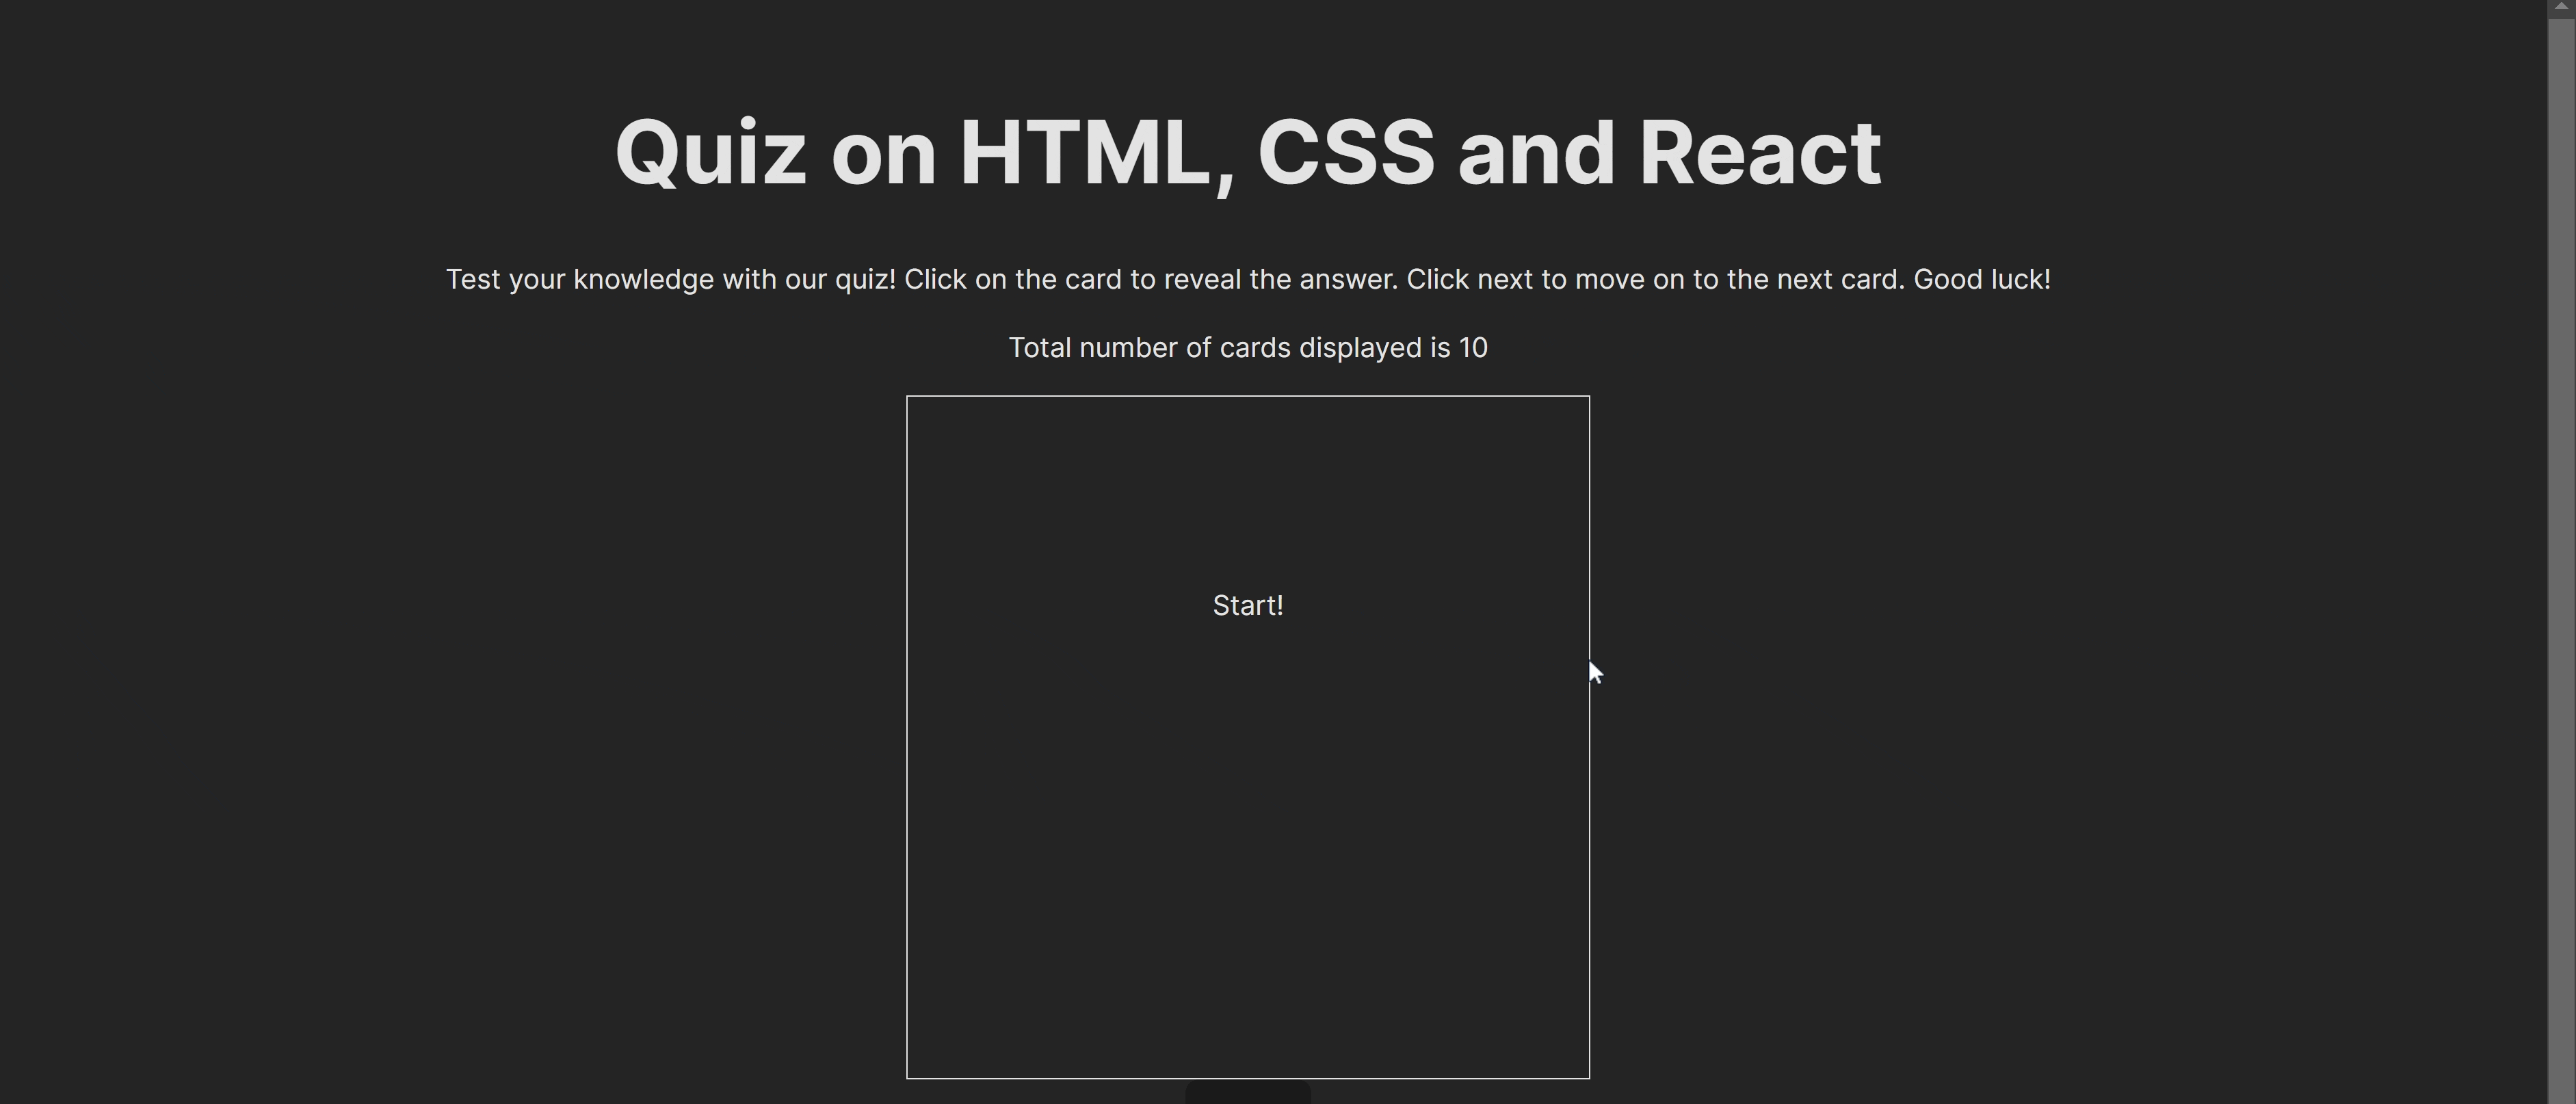 Quiz on HTML, CSS and React
Test your knowledge with our quiz! Click on the card to reveal the answer. Click next to move on to the next card. Good luck!
Total number of cards displayed is 10
Start!